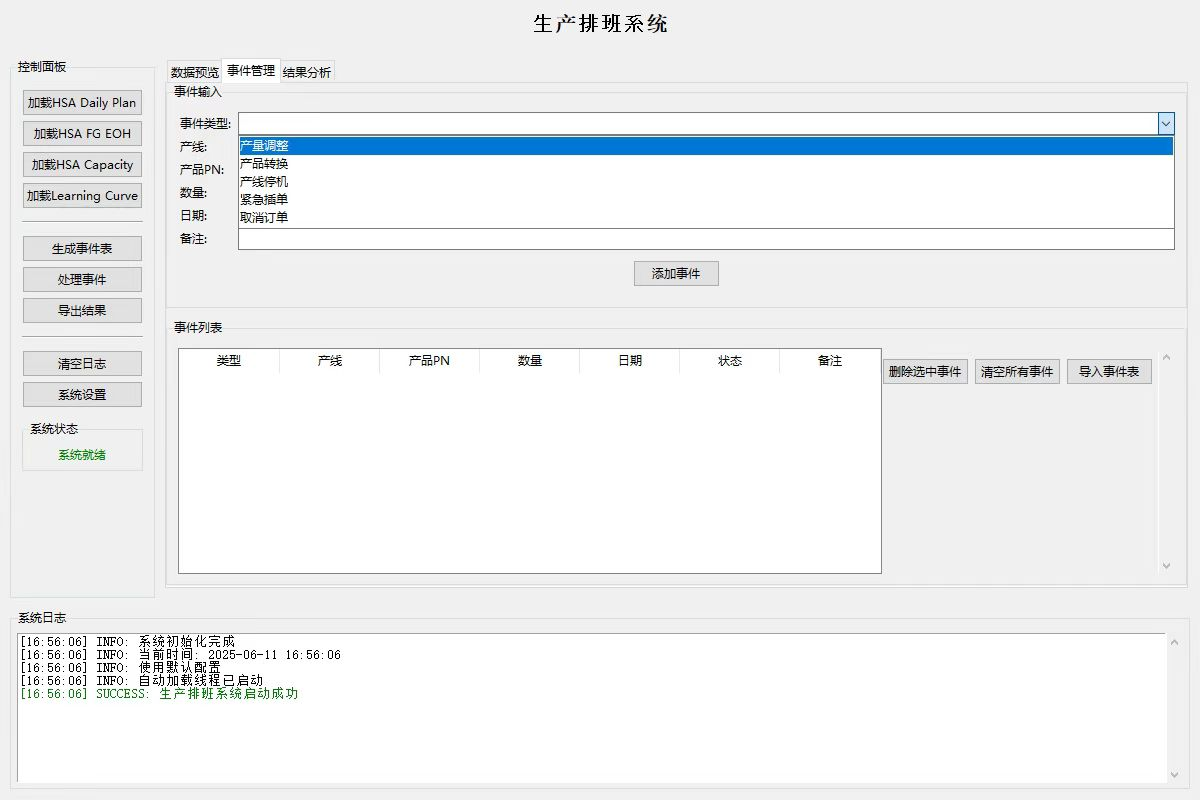 生产排班系统
控制面板
加载HSA Daily Plan
加载HSA FG EOH
加载HSA Capacity
加载Learning Curve
生成事件表
处理事件
导出结果
清空日志
系统设置
系统状态
系统就绪
数据预览 事件管理 结果分析
事件输入
事件类型:
产线:
产品PN:
数量:
日期:
备注:
产量调整
产品转换
产线停机
紧急插单
取消订单
添加事件
事件列表
类型 产线 产品PN 数量 日期 状态 备注
删除选中事件 清空所有事件 导入事件表
系统日志
[16:56:06] INFO: 系统初始化完成
[16:56:06] INFO: 当前时间: 2025-06-11 16:56:06
[16:56:06] INFO: 使用默认配置
[16:56:06] INFO: 自动加载线程已启动
[16:56:06] SUCCESS: 生产排班系统启动成功